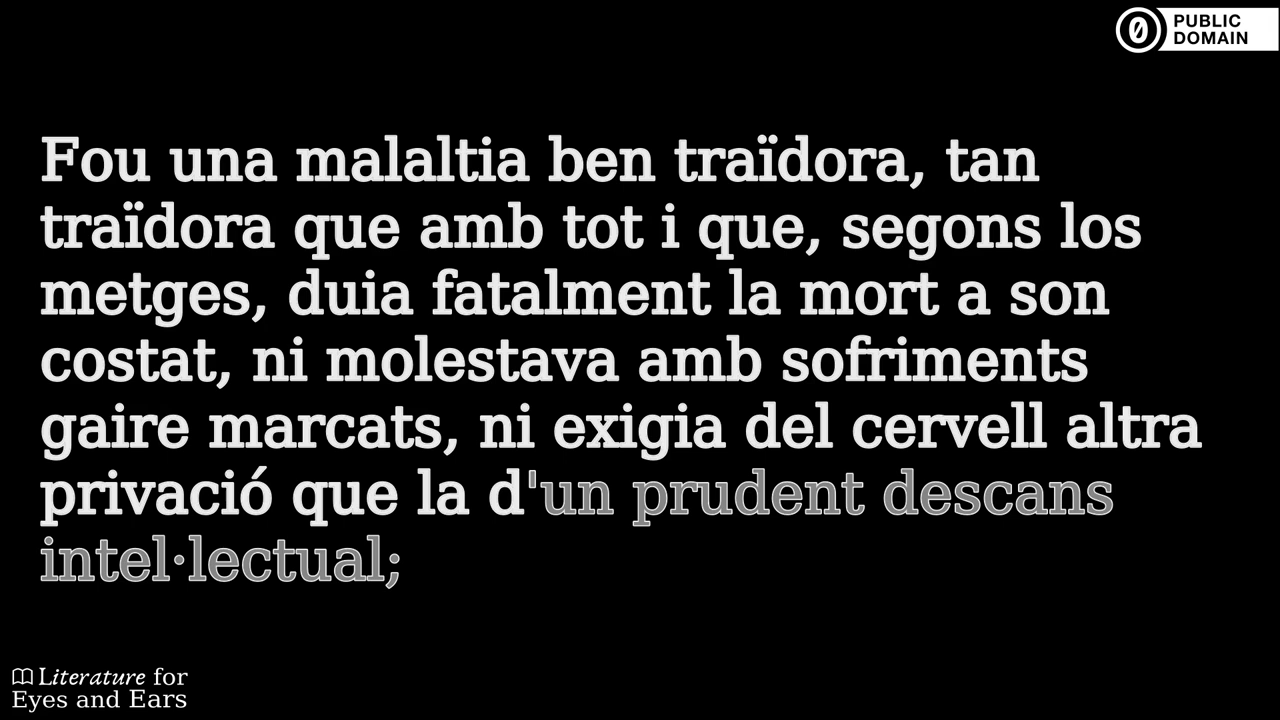 PUBLIC
DOMAIN
Fou una malaltia ben traïdora, tan
traïdora que amb tot i que, segons los
metges, duia fatalment la mort a son
costat, ni molestava amb sofriments
gaire marcats, ni exigia del cervell altra
privació que la d'un prudent descans
intel·lectual;
Literature for
Eyes and Ears